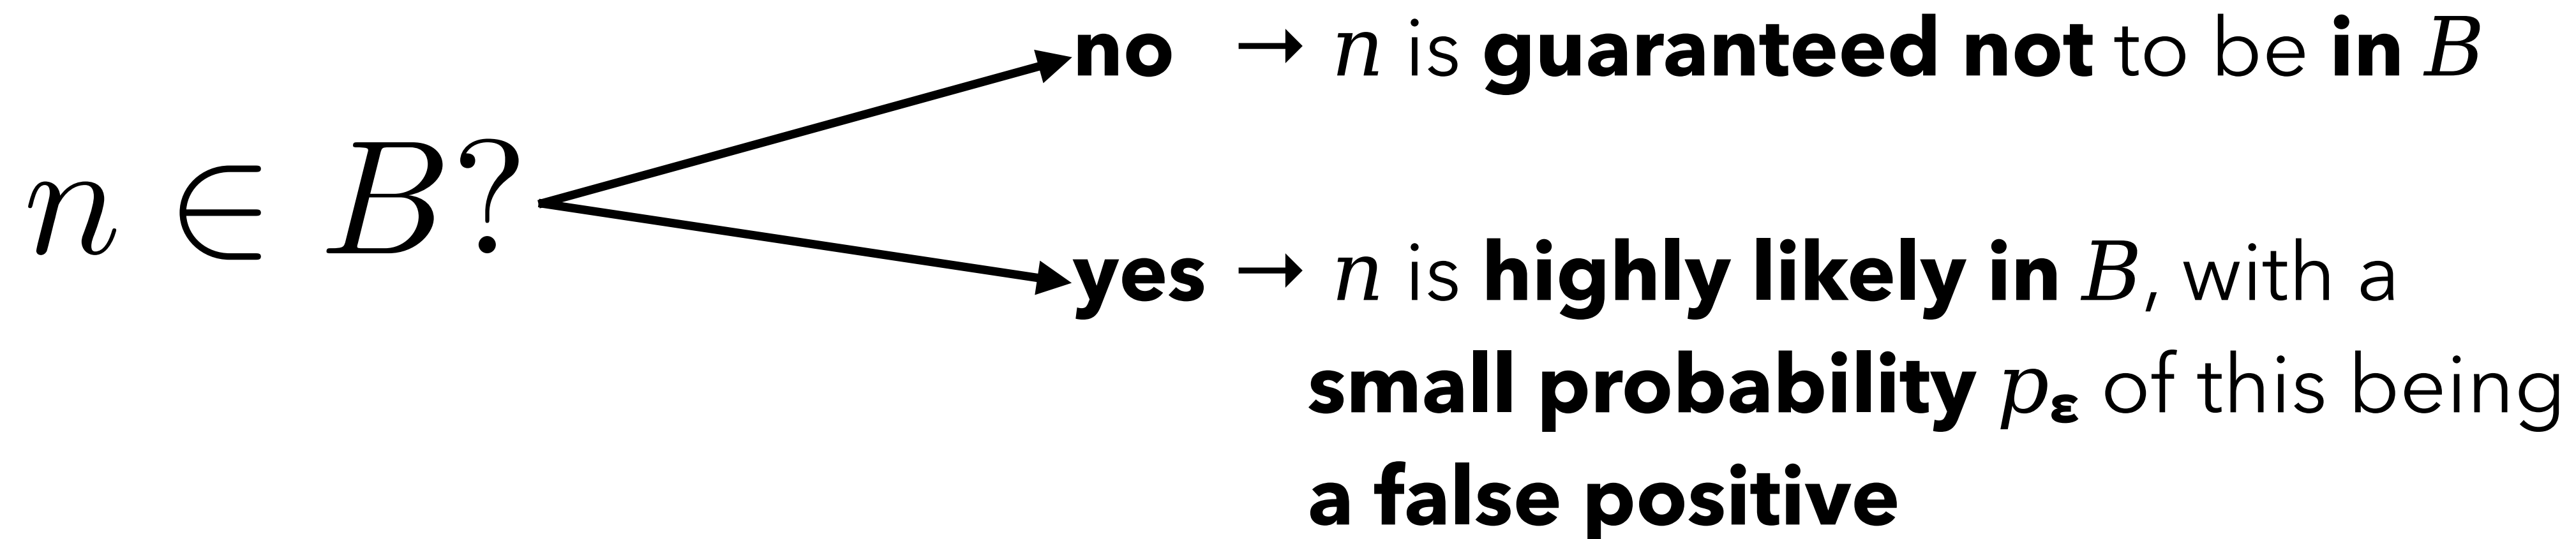 no → n is guaranteed not to be in B
n ∈ B?
yes → n is highly likely in B, with a
small probability pε of this being
a false positive